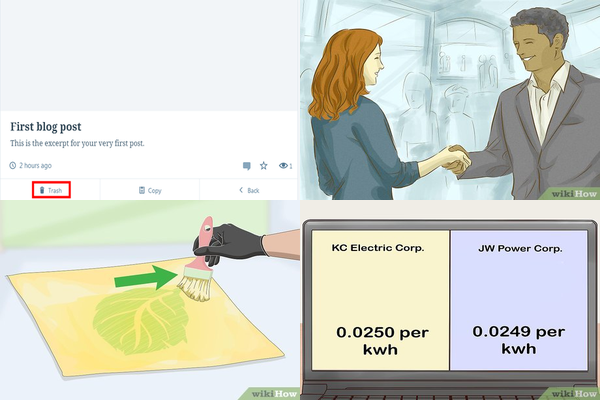 First blog post
This is the excerpt for your very first post.
2 hours ago
1
Trash
Copy
Back
wikiHow
wikiHow
KC Electric Corp.
0.0250 per
kwh
JW Power Corp.
0.0249 per
kwh
wikiHow